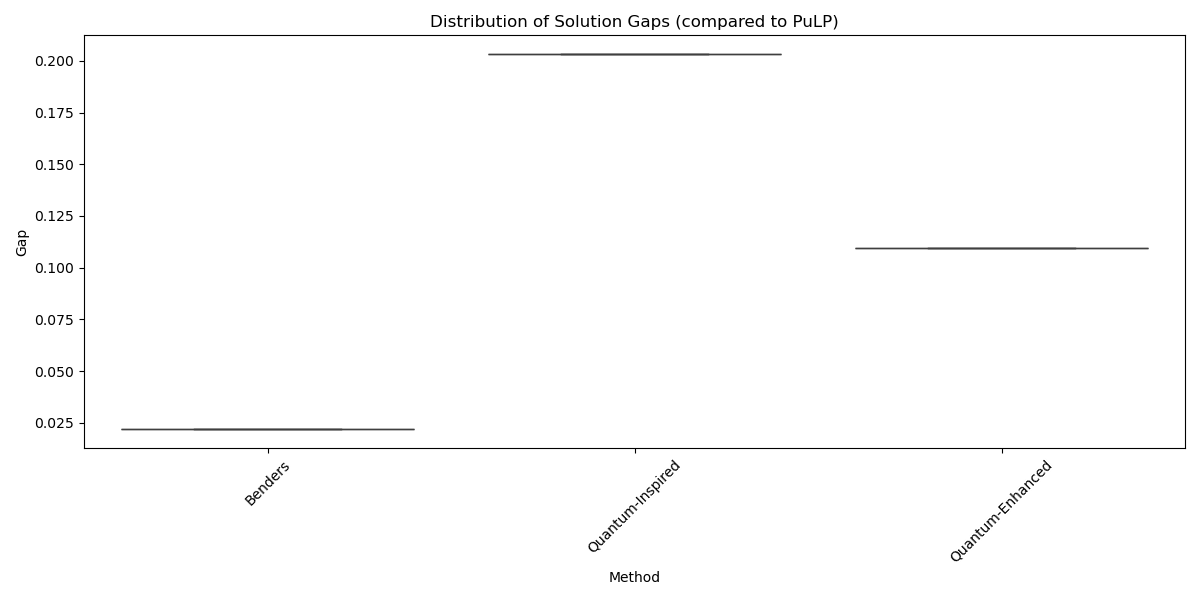 Distribution of Solution Gaps (compared to PuLP)
Gap
0.200
0.175
0.150
0.125
0.100
0.075
0.050
0.025
Benders
Quantum-Inspired
Quantum-Enhanced
Method